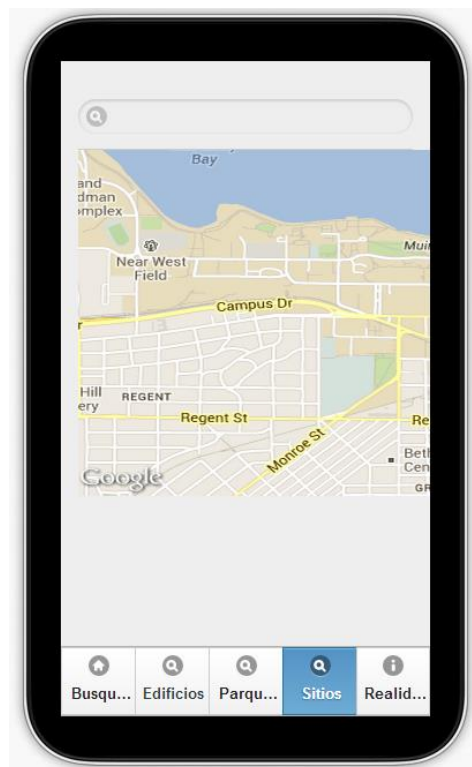 Bay
and
dman
omplex
Near West
Field
Mui
Campus Dr
r
Hill
ery
REGENT
Regent St
Re
Monroe St
Beth
Cen
GR
Google
Busqu... Edificios Parqu... Sitios Realid...